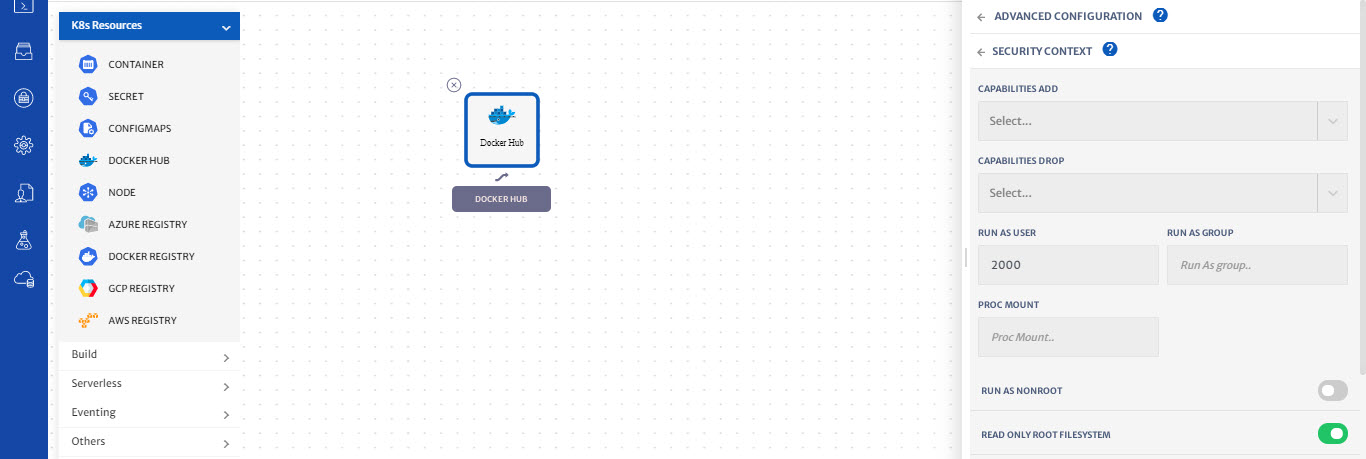 K8s Resources
CONTAINER
SECRET
CONFIGMAPS
DOCKER HUB
NODE
AZURE REGISTRY
DOCKER REGISTRY
GCP REGISTRY
AWS REGISTRY
Build
Serverless
Eventing
Others
Docker Hub
DOCKER HUB
ADVANCED CONFIGURATION ?
SECURITY CONTEXT ?
CAPABILITIES ADD
Select...
CAPABILITIES DROP
Select...
RUN AS USER RUN AS GROUP
2000 Run As group..
PROC MOUNT
Proc Mount..
RUN AS NONROOT
READ ONLY ROOT FILESYSTEM